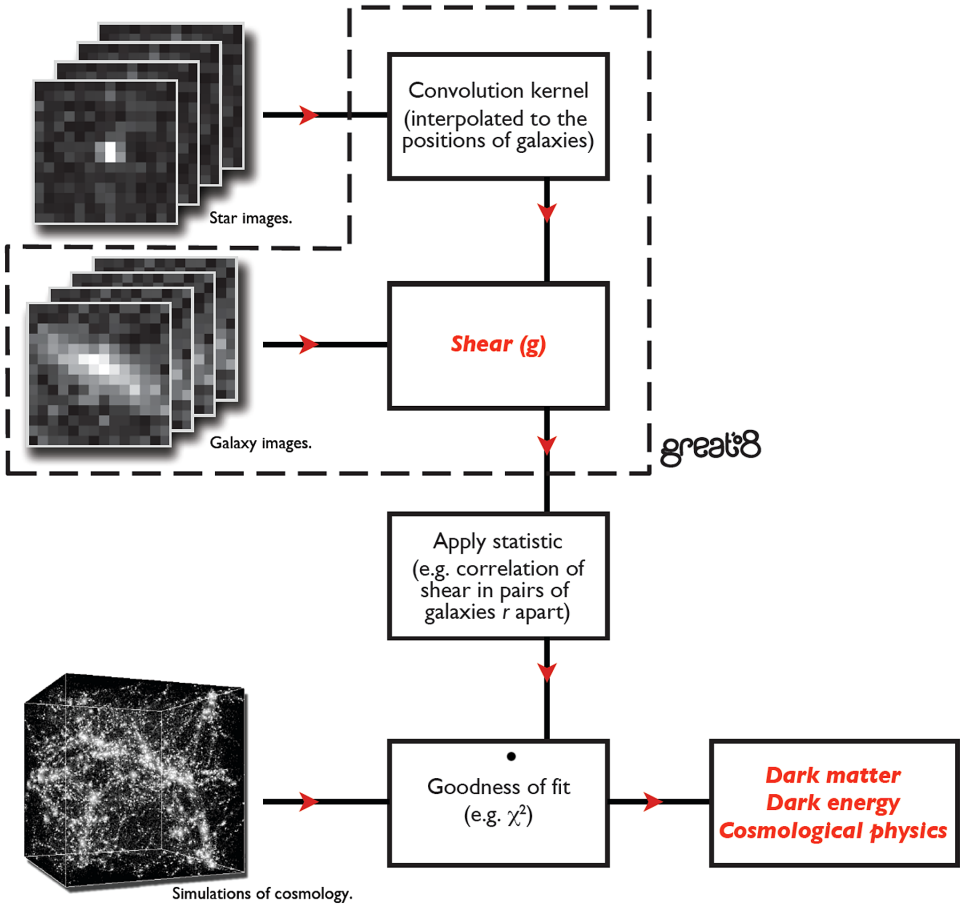 Convolution kernel
(interpolated to the
positions of galaxies)
Star images.
Shear (g)
Galaxy images.
great08
Apply statistic
(e.g. correlation of
shear in pairs of
galaxies r apart)
Goodness of fit
(e.g. χ²)
Dark matter
Dark energy
Cosmological physics
Simulations of cosmology.